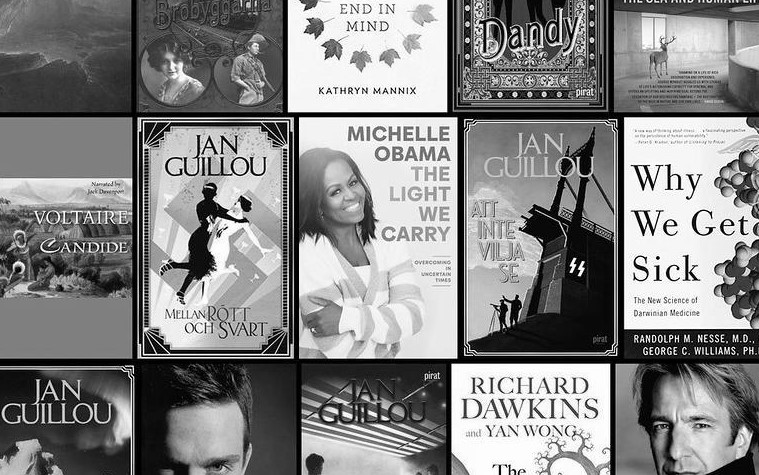 Brobyggarna
END IN
MIND
KATHRYN MANNIX
Dandy
pirat
THE SEA AND HUMAN LIFE
Narrated by
Jack Davenport
VOLTAIRE
CANDIDE
JAN
GUILLOU
MELLAN RÖTT
OCH SVART
MICHELLE
OBAMA
THE
LIGHT
WE
CARRY
OVERCOMING
IN
UNCERTAIN
TIMES
JAN
GUILLOU
ATT
INTE
VILJA
SE
pirat
Why
We Get
Sick
The New Science of
Darwinian Medicine
RANDOLPH M. NESSE, M.D.,
GEORGE C. WILLIAMS, PH.
JAN
GUILLOU
pirat
JAN
GUILLOU
RICHARD
DAWKINS
and YAN WONG
The